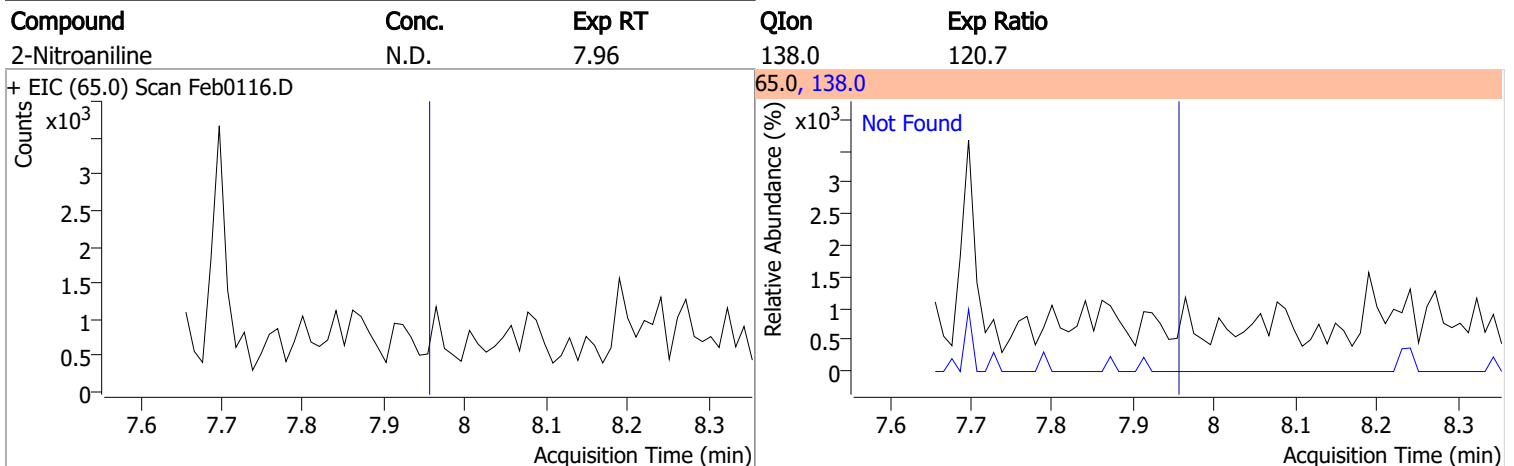 Compound Conc. Exp RT QIon Exp Ratio
2-Nitroaniline N.D. 7.96 138.0 120.7
+ EIC (65.0) Scan Feb0116.D
Counts
x10³
3
2.5
2
1.5
1
0.5
0
7.6 7.7 7.8 7.9 8 8.1 8.2 8.3
Acquisition Time (min)
65.0, 138.0
Relative Abundance (%)
x10³
Not Found
3
2.5
2
1.5
1
0.5
0
7.6 7.7 7.8 7.9 8 8.1 8.2 8.3
Acquisition Time (min)